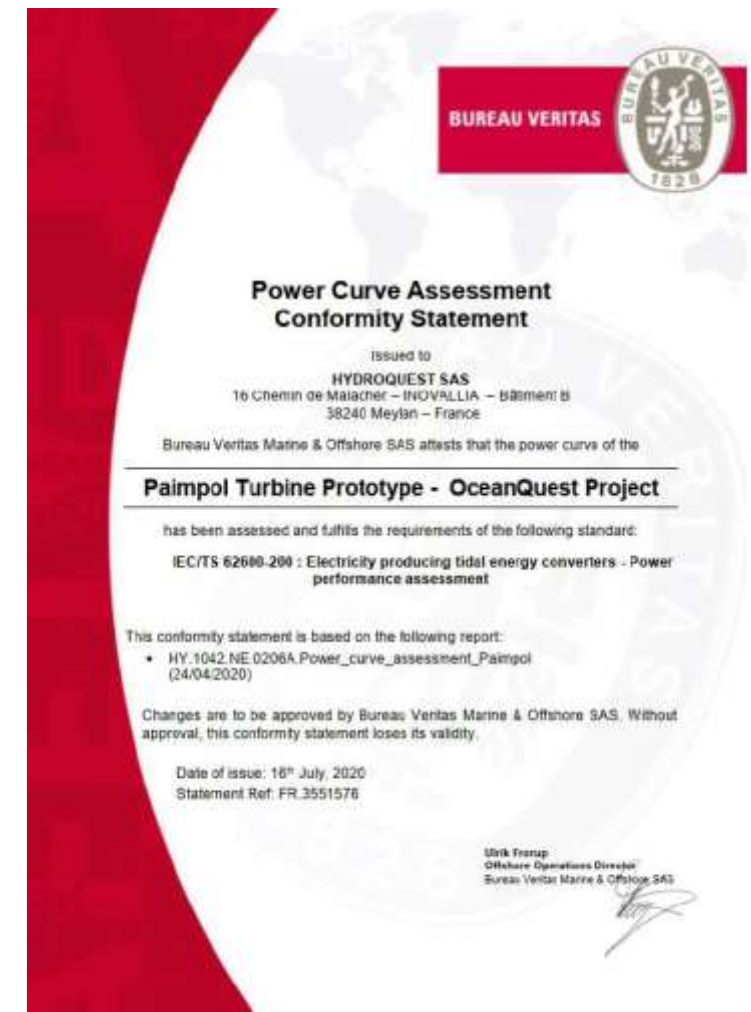 BUREAU VERITAS
BUREAU VERITAS
1828
Power Curve Assessment
Conformity Statement
Issued to
HYDROQUEST SAS
16 Chemin de Malacher – INOVALLIA – Bâtiment B
38240 Meylan – France
Bureau Veritas Marine & Offshore SAS attests that the power curve of the
Paimpol Turbine Prototype - OceanQuest Project
has been assessed and fulfills the requirements of the following standard:
IEC/TS 62600-200 : Electricity producing tidal energy converters - Power
performance assessment
This conformity statement is based on the following report:
• HY.1042.NE.0206A.Power_curve_assessment_Paimpol
(24/04/2020)
Changes are to be approved by Bureau Veritas Marine & Offshore SAS. Without
approval, this conformity statement loses its validity.
Date of issue: 16th July, 2020
Statement Ref: FR.3551576
Ulrik Frorup
Offshore Operations Director
Bureau Veritas Marine & Offshore SAS